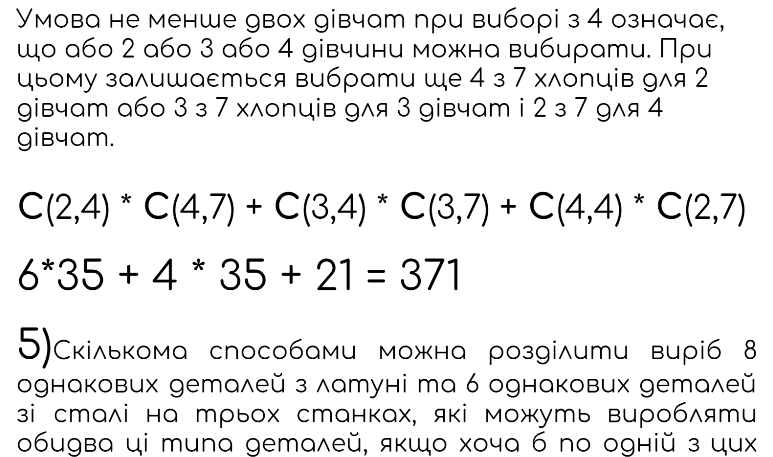 Умова не менше двох дівчат при виборі з 4 означає,
що або 2 або 3 або 4 дівчини можна вибирати. При
цьому залишається вибрати ще 4 з 7 хлопців для 2
дівчат або 3 з 7 хлопців для 3 дівчат і 2 з 7 для 4
дівчат.
C(2,4) * C(4,7) + C(3,4) * C(3,7) + C(4,4) * C(2,7)
6*35 + 4 * 35 + 21 = 371
5)Скількома способами можна розділити виріб 8
однакових деталей з латуні та 6 однакових деталей
зі сталі на трьох станках, які можуть виробляти
обидва ці типа деталей, якщо хоча б по одній з цих